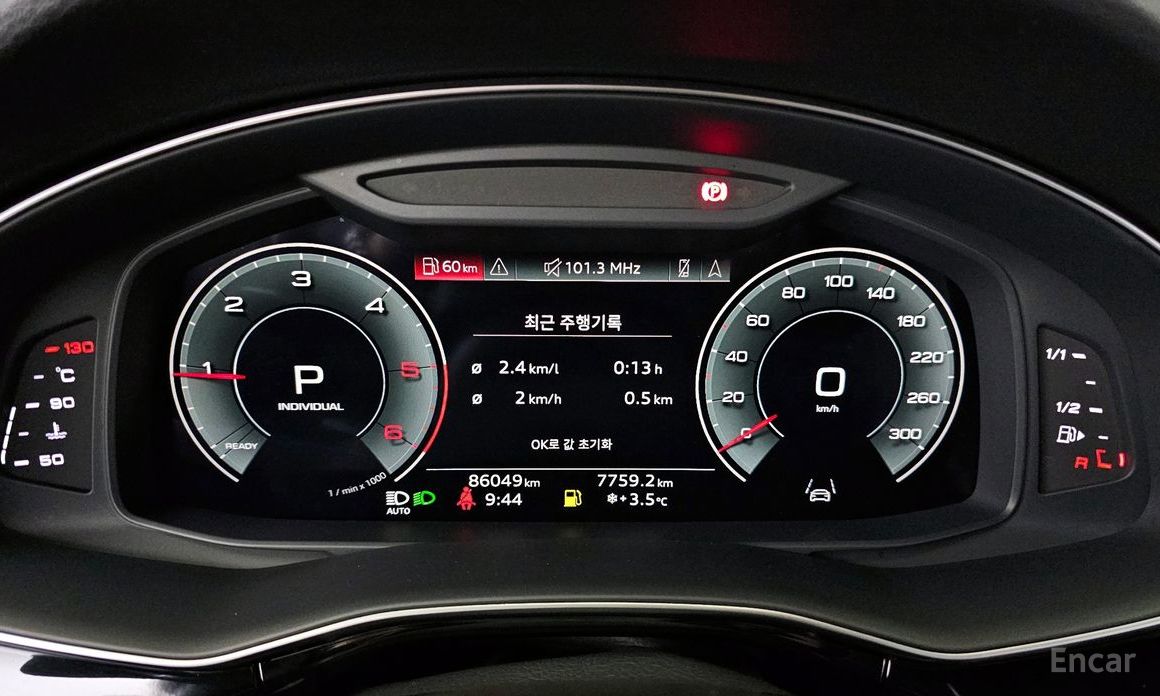 60 km
101.3 MHz
최근 주행기록
ø 2.4 km/l 0:13 h
ø 2 km/h 0.5 km
OK로 값 초기화
86049 km 7759.2 km
9:44 +3.5 °C
AUTO
READY
1
2
3
4
5
6
1 / min x 1000
P
INDIVIDUAL
0
20
40
60
80
100
140
180
220
260
300
0
km/h
130
°C
90
50
1/1
1/2
R
P
Encar